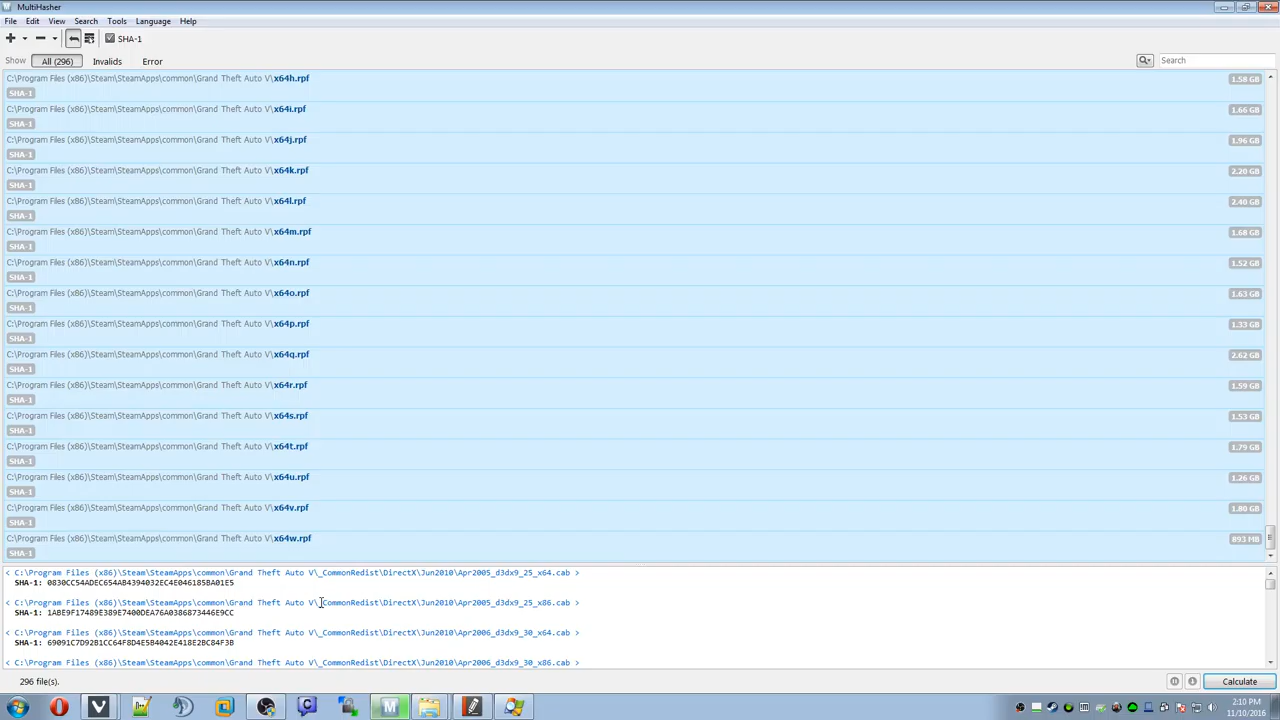 MultiHasher
File Edit View Search Tools Language Help
SHA-1
Show All (296) Invalids Error Search
C:\Program Files (x86)\Steam\SteamApps\common\Grand Theft Auto V\x64h.rpf 1.58 GB
SHA-1
C:\Program Files (x86)\Steam\SteamApps\common\Grand Theft Auto V\x64i.rpf 1.66 GB
SHA-1
C:\Program Files (x86)\Steam\SteamApps\common\Grand Theft Auto V\x64j.rpf 1.96 GB
SHA-1
C:\Program Files (x86)\Steam\SteamApps\common\Grand Theft Auto V\x64k.rpf 2.20 GB
SHA-1
C:\Program Files (x86)\Steam\SteamApps\common\Grand Theft Auto V\x64l.rpf 2.40 GB
SHA-1
C:\Program Files (x86)\Steam\SteamApps\common\Grand Theft Auto V\x64m.rpf 1.68 GB
SHA-1
C:\Program Files (x86)\Steam\SteamApps\common\Grand Theft Auto V\x64n.rpf 1.52 GB
SHA-1
C:\Program Files (x86)\Steam\SteamApps\common\Grand Theft Auto V\x64o.rpf 1.63 GB
SHA-1
C:\Program Files (x86)\Steam\SteamApps\common\Grand Theft Auto V\x64p.rpf 1.33 GB
SHA-1
C:\Program Files (x86)\Steam\SteamApps\common\Grand Theft Auto V\x64q.rpf 2.62 GB
SHA-1
C:\Program Files (x86)\Steam\SteamApps\common\Grand Theft Auto V\x64r.rpf 1.59 GB
SHA-1
C:\Program Files (x86)\Steam\SteamApps\common\Grand Theft Auto V\x64s.rpf 1.53 GB
SHA-1
C:\Program Files (x86)\Steam\SteamApps\common\Grand Theft Auto V\x64t.rpf 1.79 GB
SHA-1
C:\Program Files (x86)\Steam\SteamApps\common\Grand Theft Auto V\x64u.rpf 1.26 GB
SHA-1
C:\Program Files (x86)\Steam\SteamApps\common\Grand Theft Auto V\x64v.rpf 1.80 GB
SHA-1
C:\Program Files (x86)\Steam\SteamApps\common\Grand Theft Auto V\x64w.rpf 893 MB
SHA-1
< C:\Program Files (x86)\Steam\SteamApps\common\Grand Theft Auto V\_CommonRedist\DirectX\Jun2010\Apr2005_d3dx9_25_x64.cab >
SHA-1: 0830CC54ADEC654AB4394032EC4E046185BA01E5
< C:\Program Files (x86)\Steam\SteamApps\common\Grand Theft Auto V\_CommonRedist\DirectX\Jun2010\Apr2005_d3dx9_25_x86.cab >
SHA-1: 1ABE9F17489E389E7400DEA76A0386873446E9CC
< C:\Program Files (x86)\Steam\SteamApps\common\Grand Theft Auto V\_CommonRedist\DirectX\Jun2010\Apr2006_d3dx9_30_x64.cab >
SHA-1: 69091C7D92B1CC64F8D4E5B4042E418E2BC84F3B
< C:\Program Files (x86)\Steam\SteamApps\common\Grand Theft Auto V\_CommonRedist\DirectX\Jun2010\Apr2006_d3dx9_30_x86.cab >
296 file(s). Calculate
2:10 PM
11/10/2016